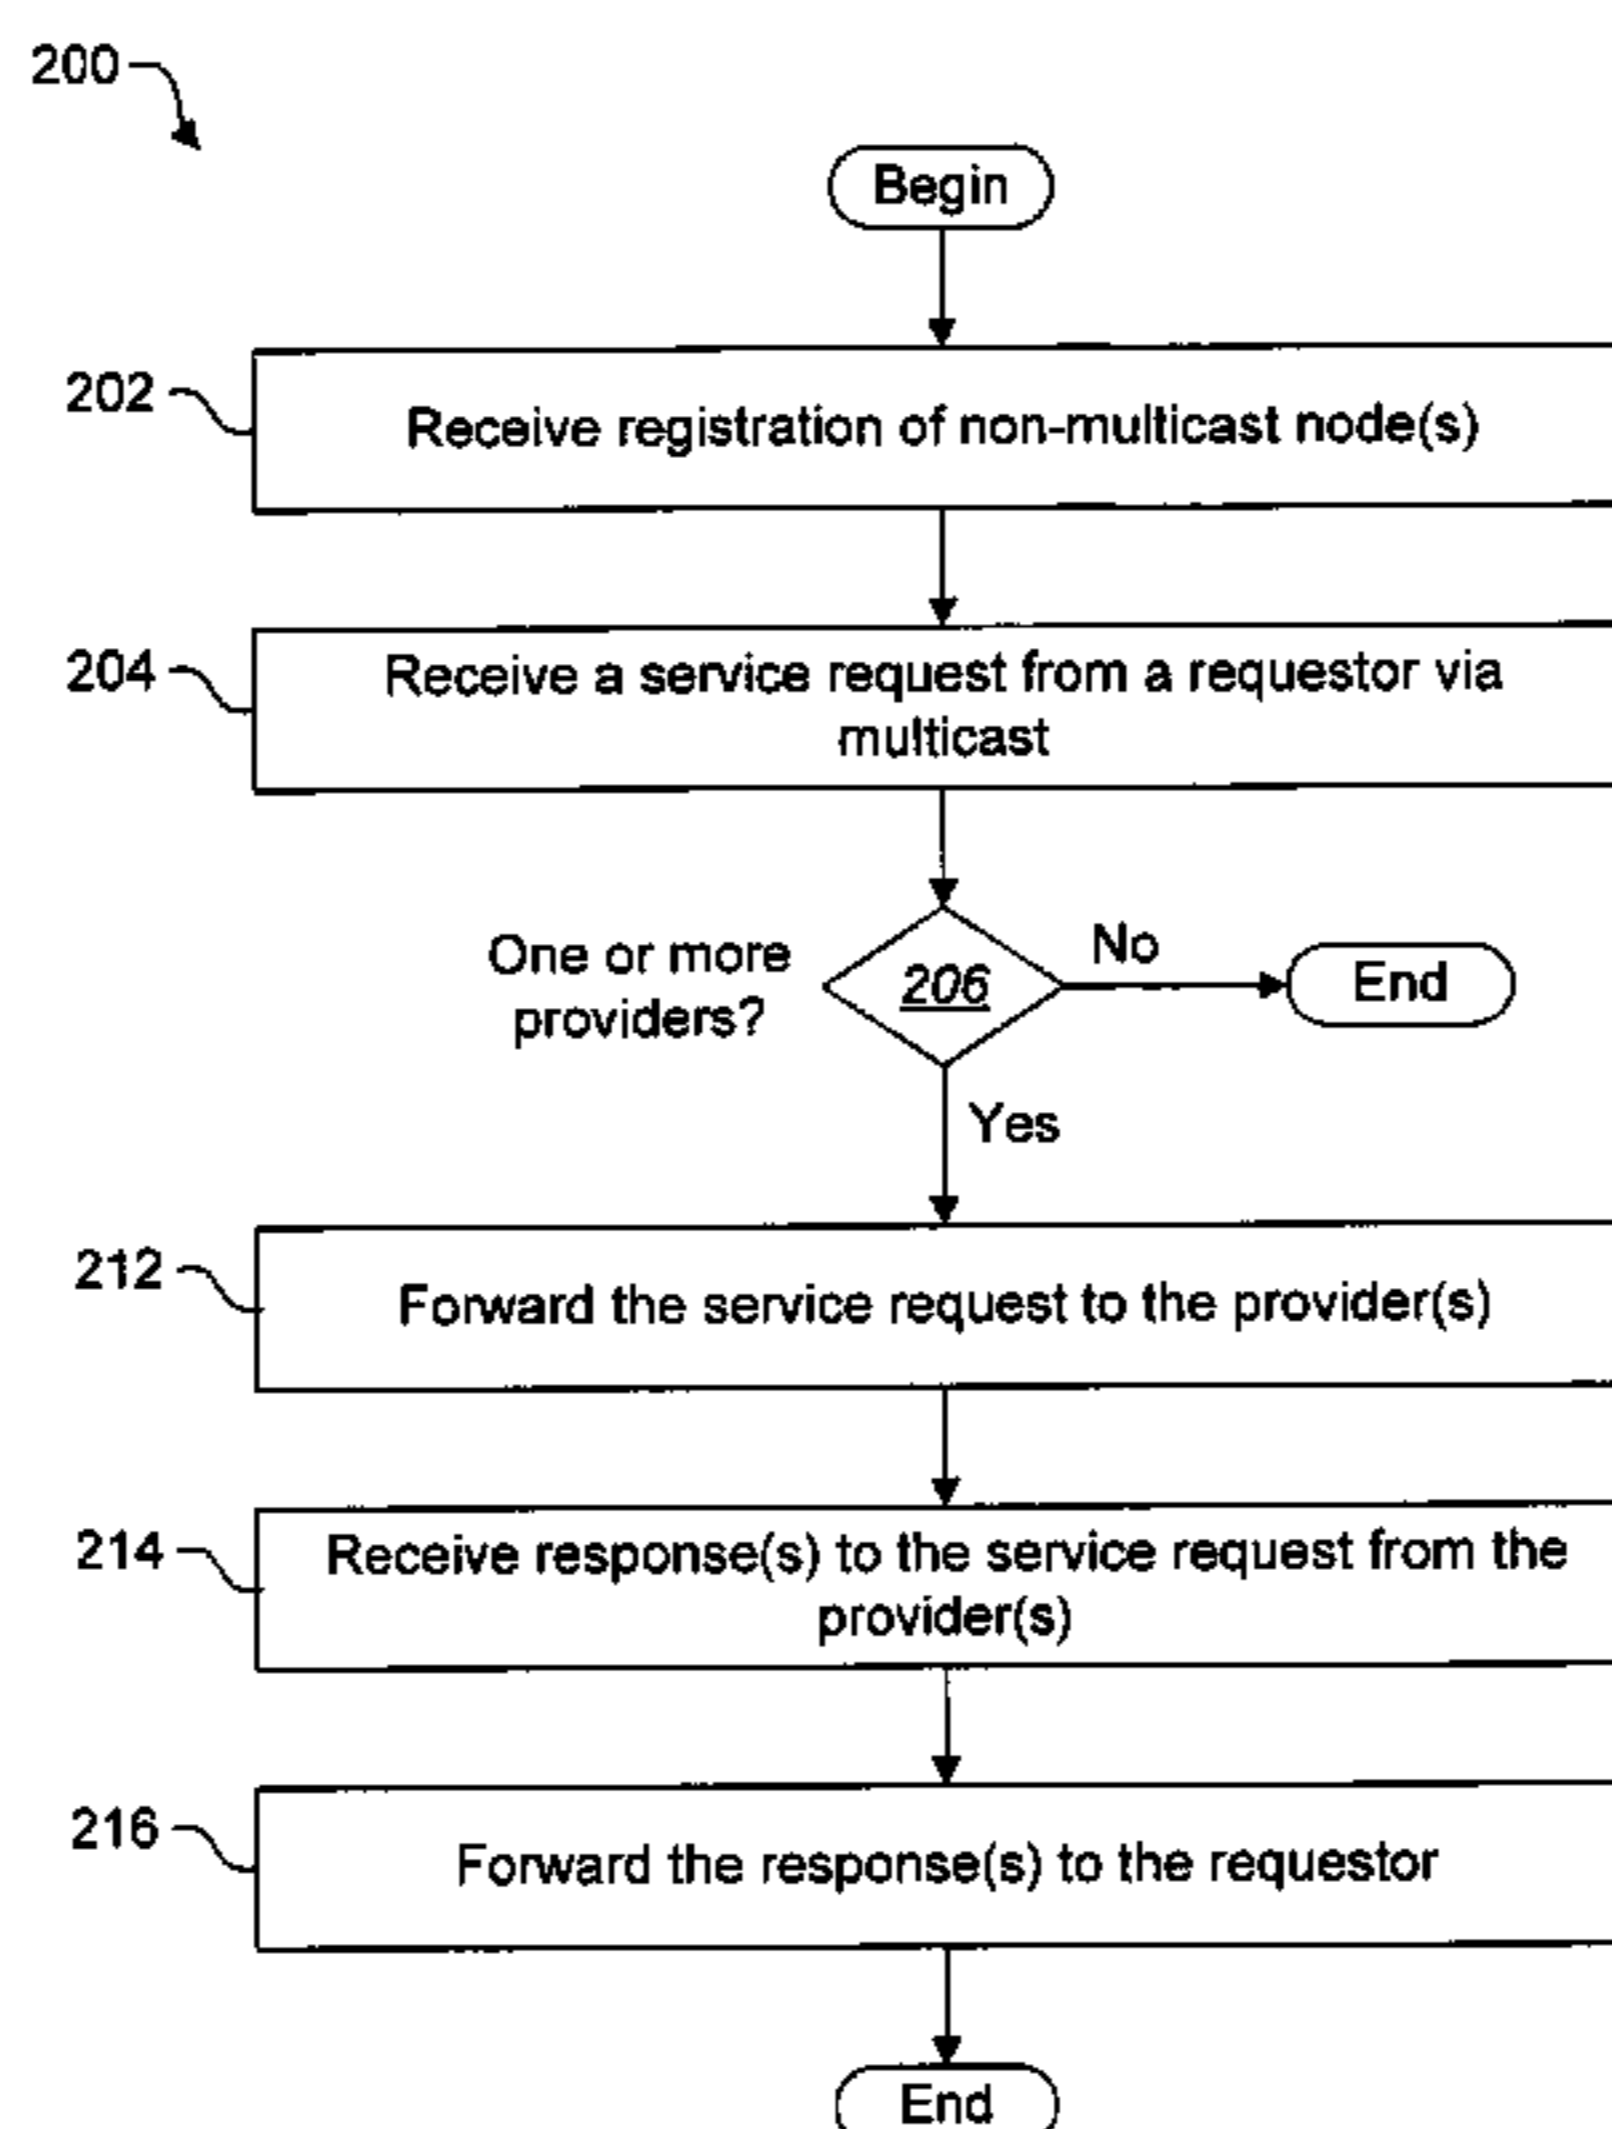 200
Begin
202
Receive registration of non-multicast node(s)
204
Receive a service request from a requestor via
multicast
One or more
providers?
206
No
End
Yes
212
Forward the service request to the provider(s)
214
Receive response(s) to the service request from the
provider(s)
216
Forward the response(s) to the requestor
End